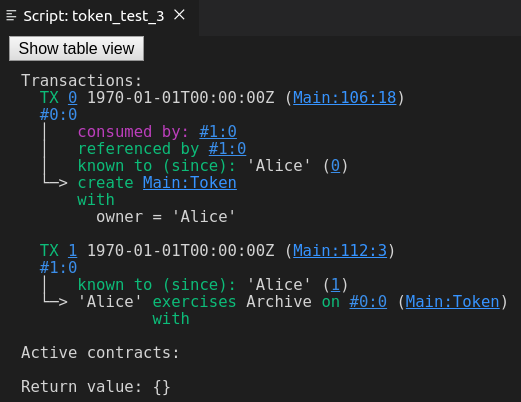 Script: token_test_3
Show table view
Transactions:
TX 0 1970-01-01T00:00:00Z (Main:106:18)
#0:0
│ consumed by: #1:0
│ referenced by #1:0
│ known to (since): 'Alice' (0)
└─> create Main:Token
with
owner = 'Alice'
TX 1 1970-01-01T00:00:00Z (Main:112:3)
#1:0
│ known to (since): 'Alice' (1)
└─> 'Alice' exercises Archive on #0:0 (Main:Token)
with
Active contracts:
Return value: {}